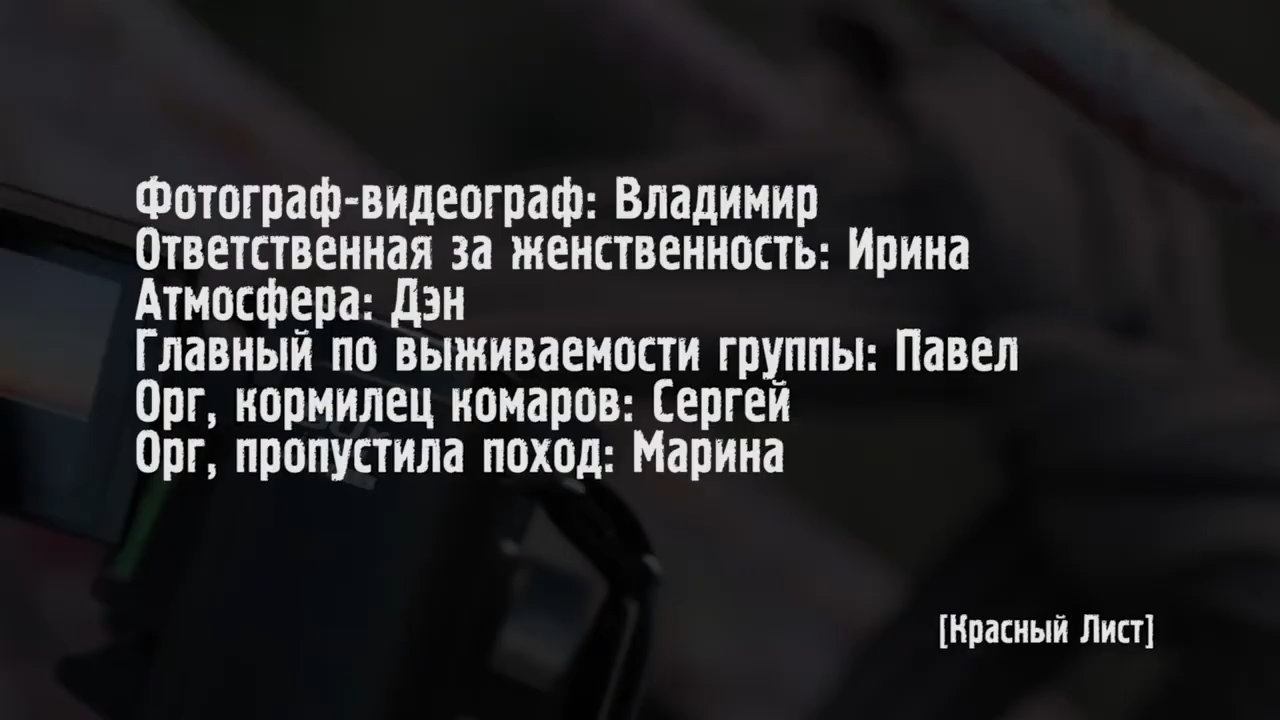 Фотограф-видеограф: Владимир
Ответственная за женственность: Ирина
Атмосфера: Дэн
Главный по выживаемости группы: Павел
Орг, кормилец комаров: Сергей
Орг, пропустила поход: Марина
[Красный Лист]